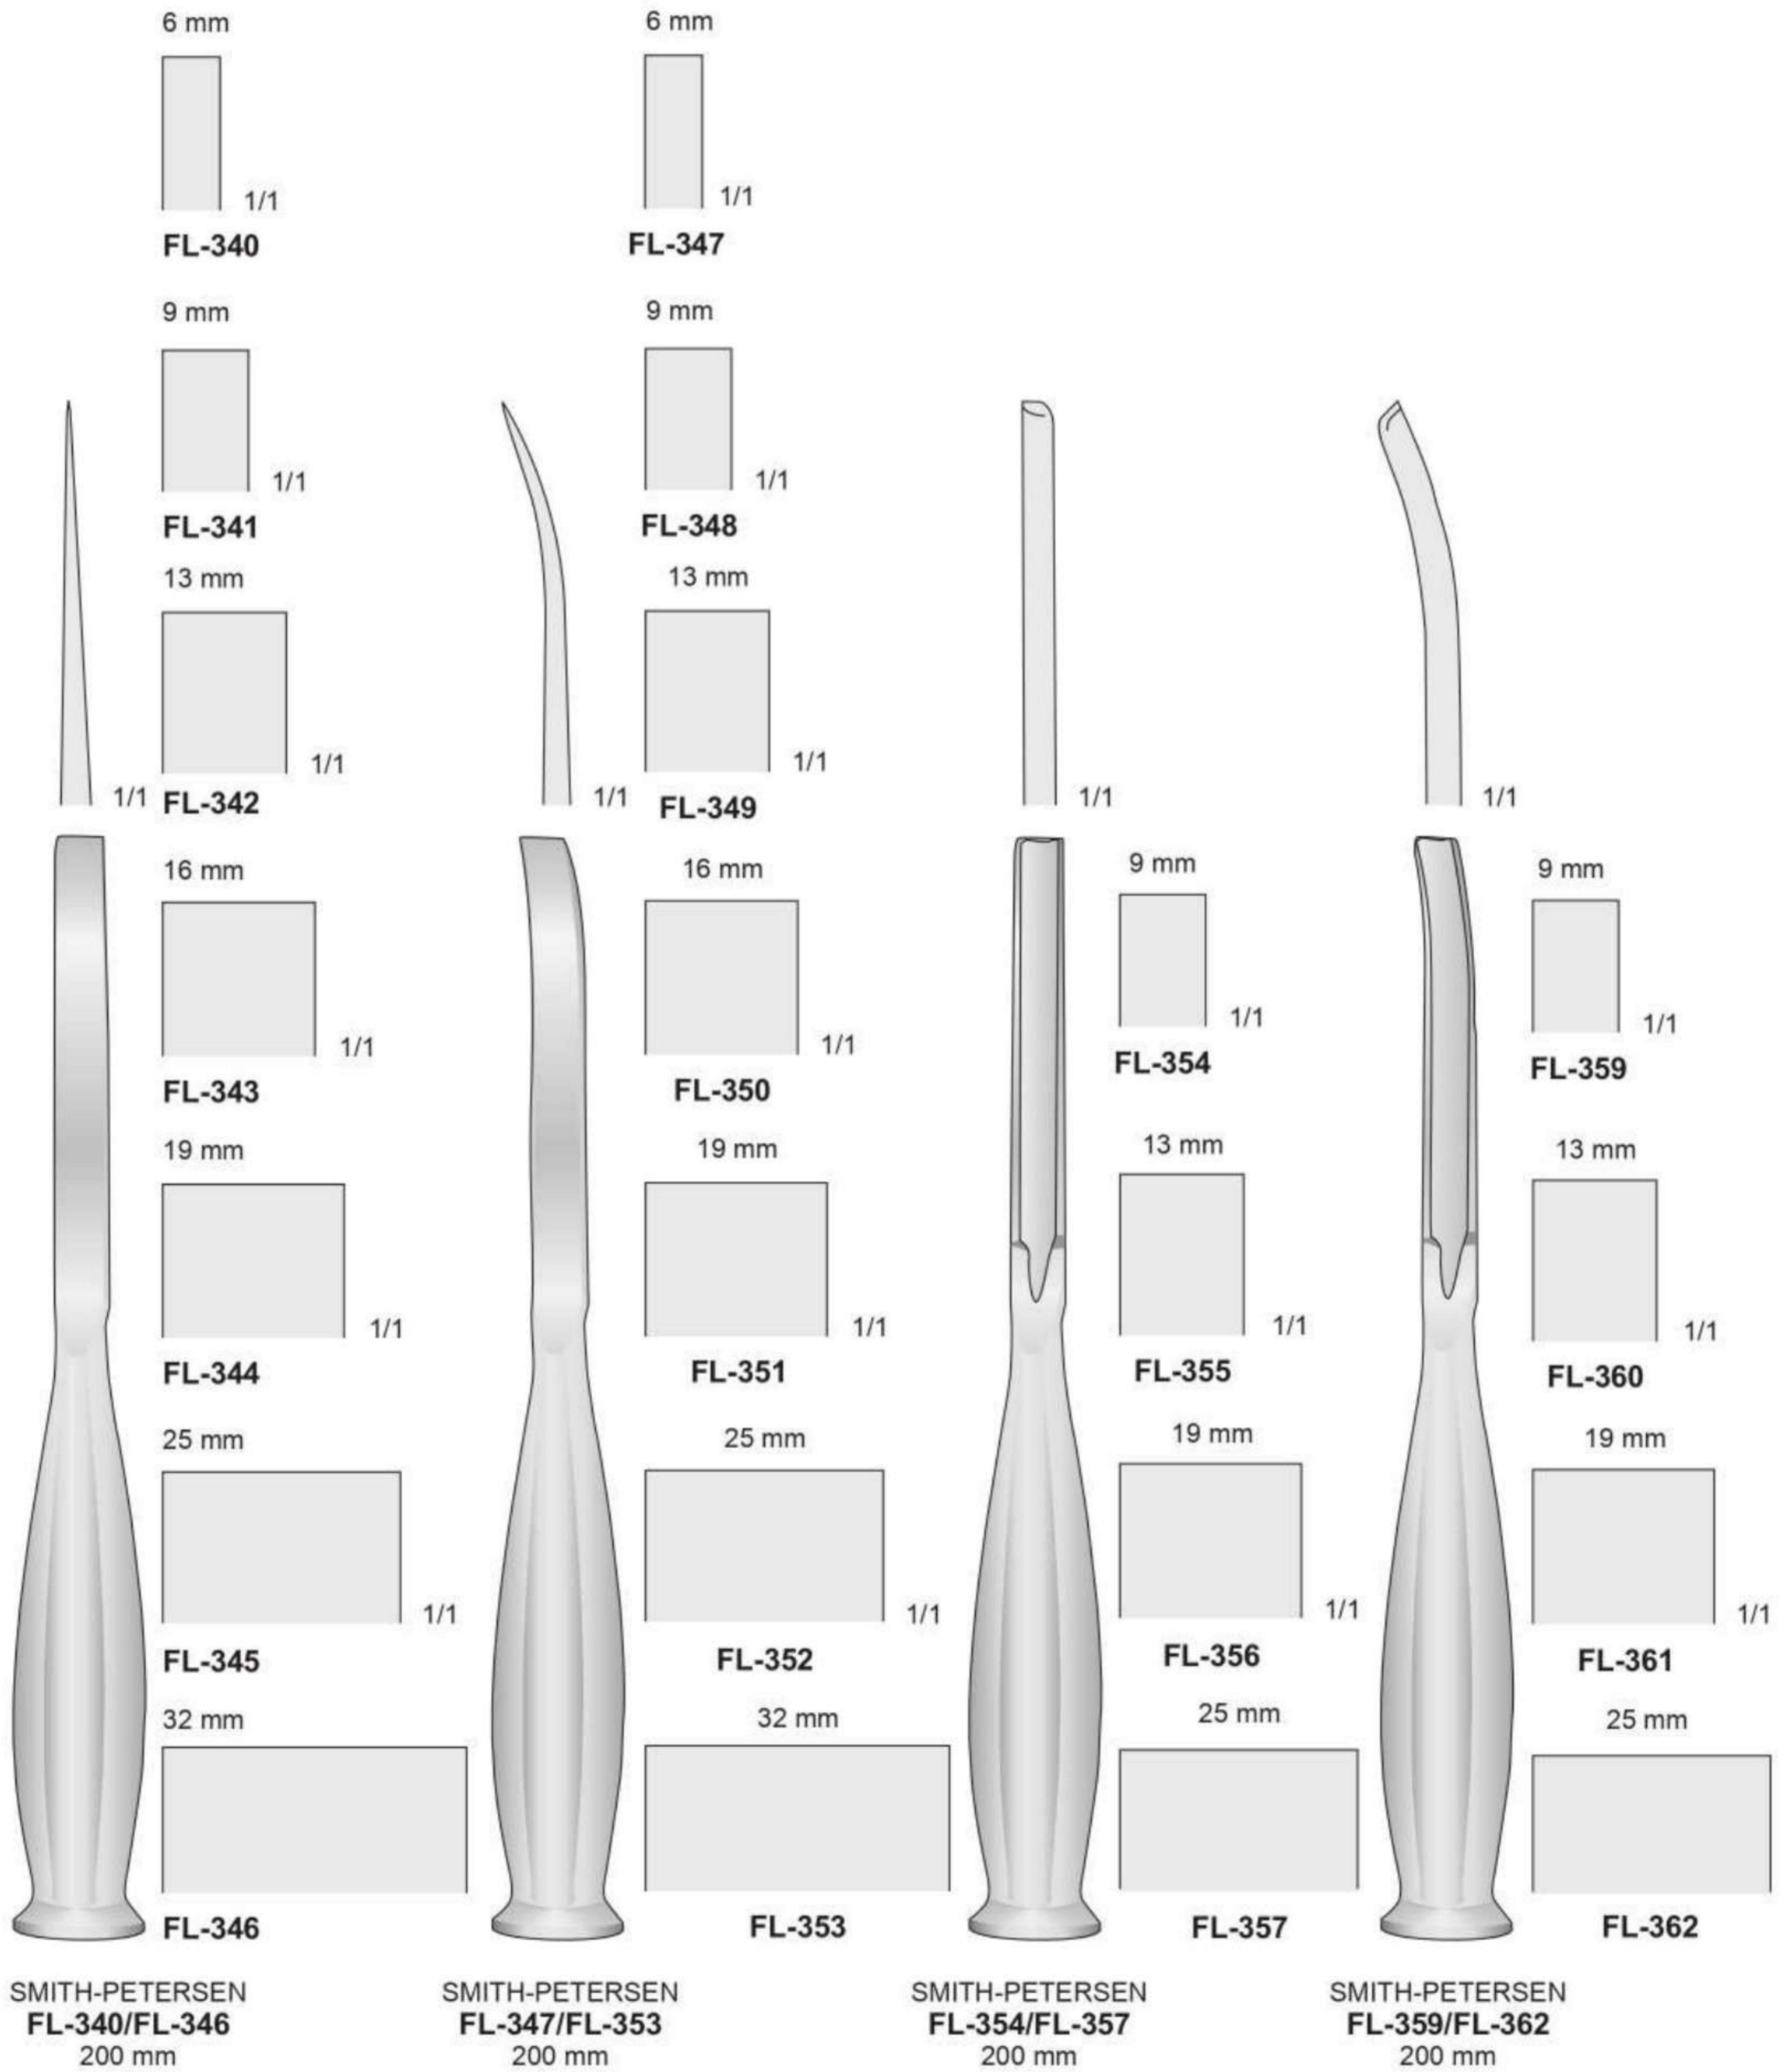 6 mm
1/1
FL-340
9 mm
1/1
FL-341
13 mm
1/1
1/1
FL-342
16 mm
1/1
FL-343
19 mm
1/1
FL-344
25 mm
1/1
FL-345
32 mm
FL-346
SMITH-PETERSEN
FL-340/FL-346
200 mm
6 mm
1/1
FL-347
9 mm
1/1
FL-348
13 mm
1/1
1/1
FL-349
16 mm
1/1
FL-350
19 mm
1/1
FL-351
25 mm
1/1
FL-352
32 mm
FL-353
SMITH-PETERSEN
FL-347/FL-353
200 mm
1/1
9 mm
1/1
FL-354
13 mm
1/1
FL-355
19 mm
1/1
FL-356
25 mm
FL-357
SMITH-PETERSEN
FL-354/FL-357
200 mm
1/1
9 mm
1/1
FL-359
13 mm
1/1
FL-360
19 mm
1/1
FL-361
25 mm
FL-362
SMITH-PETERSEN
FL-359/FL-362
200 mm